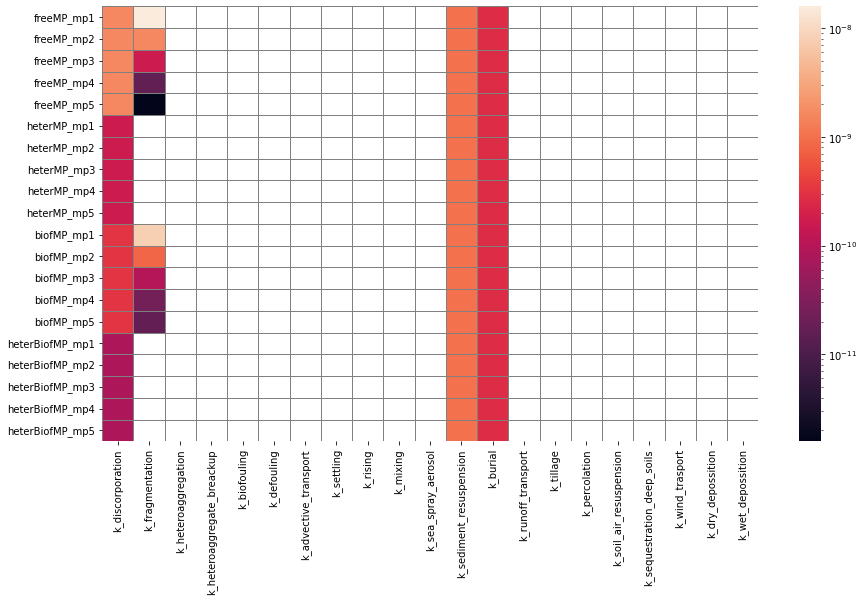 freeMP_mp1
freeMP_mp2
freeMP_mp3
freeMP_mp4
freeMP_mp5
heterMP_mp1
heterMP_mp2
heterMP_mp3
heterMP_mp4
heterMP_mp5
biofMP_mp1
biofMP_mp2
biofMP_mp3
biofMP_mp4
biofMP_mp5
heterBiofMP_mp1
heterBiofMP_mp2
heterBiofMP_mp3
heterBiofMP_mp4
heterBiofMP_mp5
k_discorporation
k_fragmentation
k_heteroaggregation
k_heteroaggregate_breackup
k_biofouling
k_defouling
k_advective_transport
k_settling
k_rising
k_mixing
k_sea_spray_aerosol
k_sediment_resuspension
k_burial
k_runoff_transport
k_tillage
k_percolation
k_soil_air_resuspension
k_sequestration_deep_soils
k_wind_trasport
k_dry_depossition
k_wet_depossition
10⁻⁸
10⁻⁹
10⁻¹⁰
10⁻¹¹